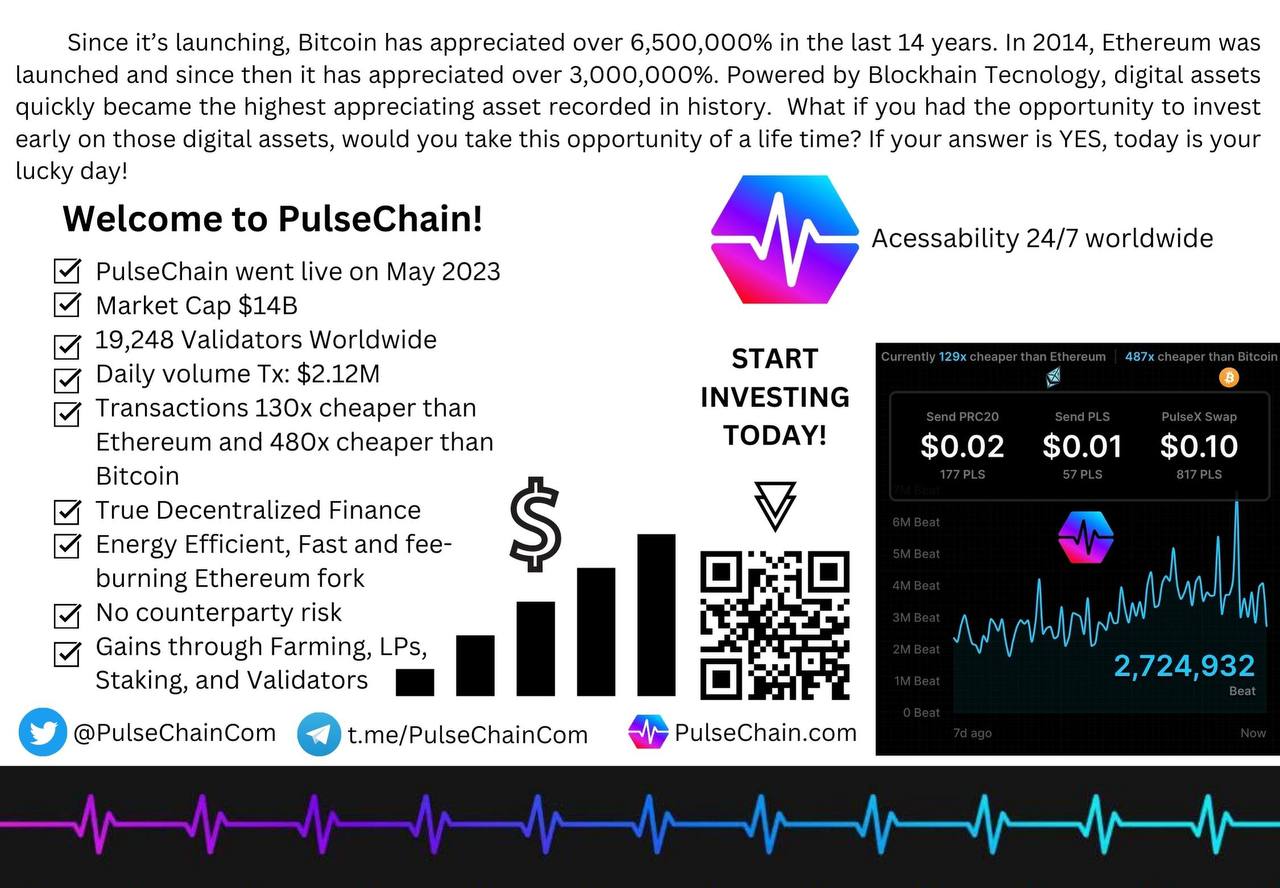 Since it’s launching, Bitcoin has appreciated over 6,500,000% in the last 14 years. In 2014, Ethereum was
launched and since then it has appreciated over 3,000,000%. Powered by Blockhain Tecnology, digital assets
quickly became the highest appreciating asset recorded in history.  What if you had the opportunity to invest
early on those digital assets, would you take this opportunity of a life time? If your answer is YES, today is your
lucky day!
Welcome to PulseChain!
PulseChain went live on May 2023
Market Cap $14B
19,248 Validators Worldwide
Daily volume Tx: $2.12M
Transactions 130x cheaper than
Ethereum and 480x cheaper than
Bitcoin
True Decentralized Finance
Energy Efficient, Fast and fee-
burning Ethereum fork
No counterparty risk
Gains through Farming, LPs,
Staking, and Validators
$
Acessability 24/7 worldwide
START
INVESTING
TODAY!
Currently 129x cheaper than Ethereum
487x cheaper than Bitcoin
Send PRC20
$0.02
177 PLS
Send PLS
$0.01
57 PLS
PulseX Swap
$0.10
817 PLS
7M Beat
6M Beat
5M Beat
4M Beat
3M Beat
2M Beat
1M Beat
0 Beat
2,724,932
Beat
7d ago
Now
@PulseChainCom
t.me/PulseChainCom
PulseChain.com